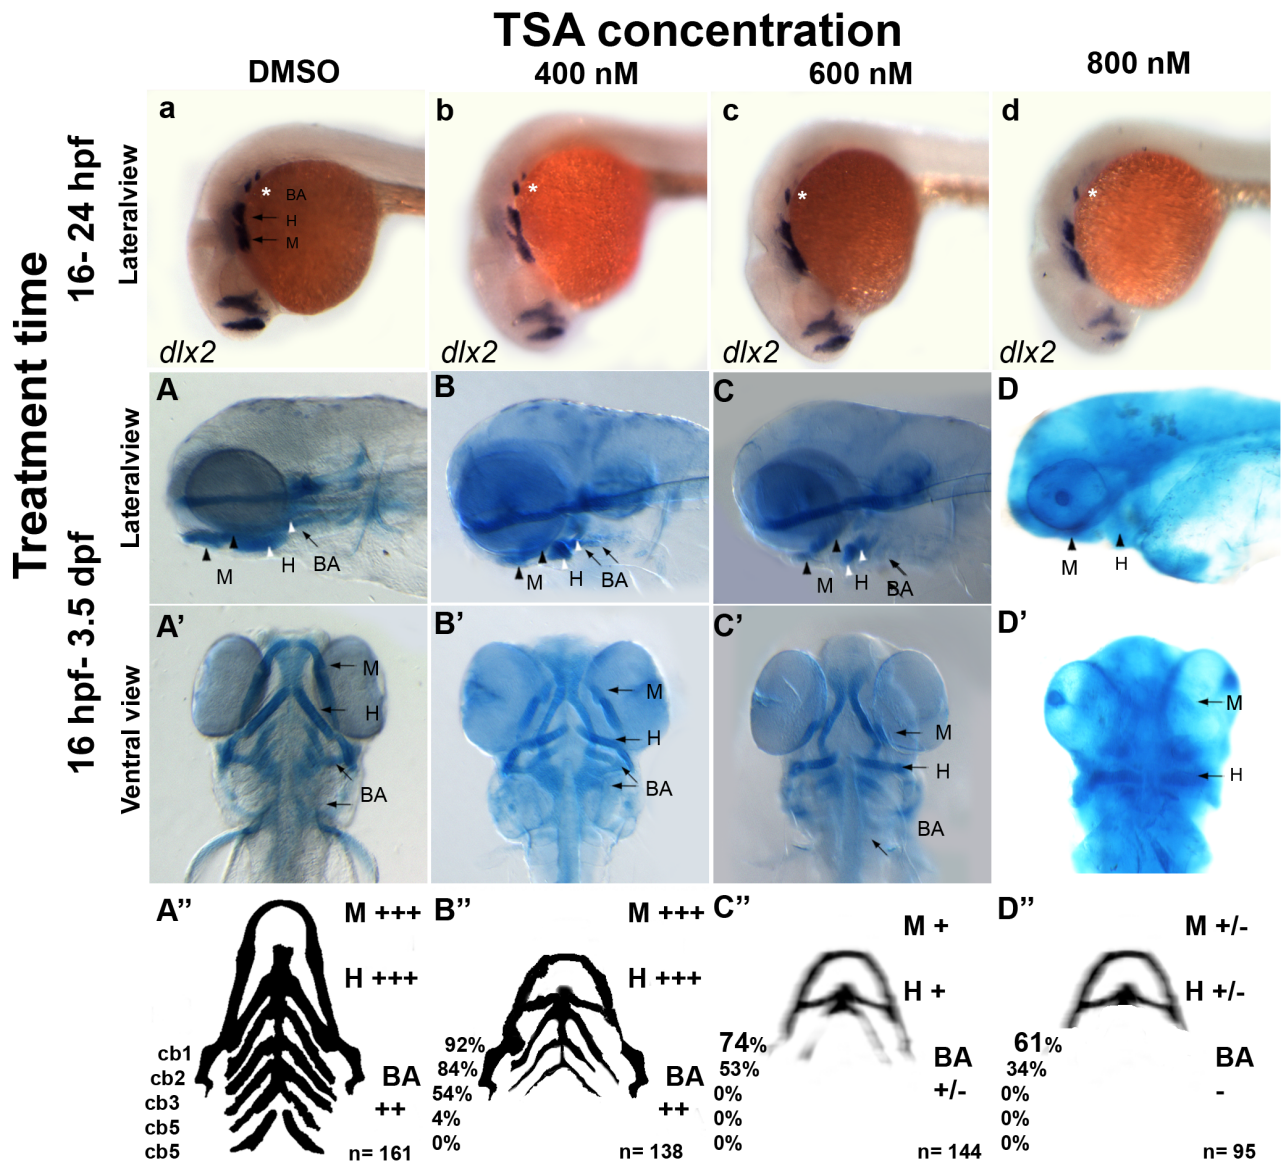 TSA concentration
DMSO
400 nM
600 nM
800 nM
Treatment time
16- 24 hpf
Lateralview
16 hpf- 3.5 dpf
Lateralview
Ventral view
a
*
BA
H
M
dlx2
b
*
dlx2
c
*
dlx2
d
*
dlx2
A
M
H
BA
B
M
H
BA
C
M
H
BA
D
M
H
A’
M
H
BA
B’
M
H
BA
C’
M
H
BA
D’
M
H
A”
M +++
H +++
BA
++
cb1
cb2
cb3
cb5
cb5
n= 161
B”
M +++
H +++
BA
++
92%
84%
54%
4%
0%
n= 138
C”
M +
H +
BA
+/-
74%
53%
0%
0%
0%
n= 144
D”
M +/-
H +/-
BA
-
61%
34%
0%
0%
0%
n= 95